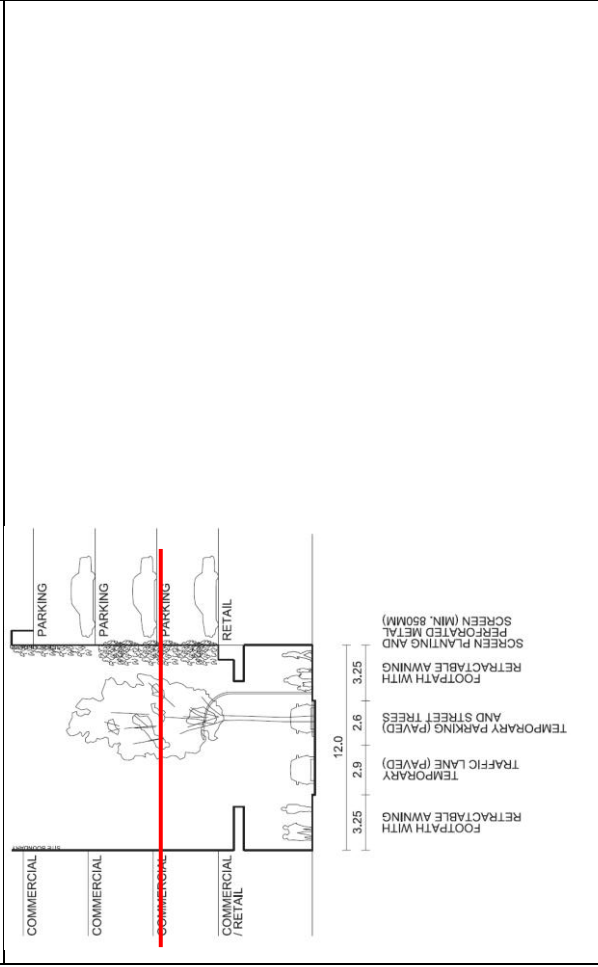 PARKING
PARKING
PARKING
RETAIL
COMMERCIAL
COMMERCIAL
COMMERCIAL
COMMERCIAL
/ RETAIL
SITE BOUNDARY
12.0
3.25
2.9
2.6
3.25
FOOTPATH WITH
RETRACTABLE AWNING
TEMPORARY
TRAFFIC LANE (PAVED)
TEMPORARY PARKING (PAVED)
AND STREET TREES
FOOTPATH WITH
RETRACTABLE AWNING
SCREEN PLANTING AND
PERFORATED METAL
SCREEN (MIN. 850MM)